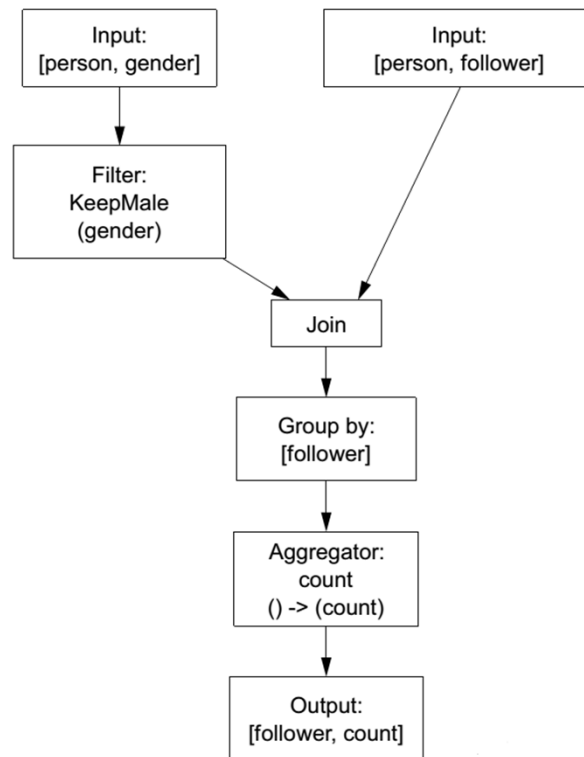 Input:
[person, gender]
Input:
[person, follower]
Filter:
KeepMale
(gender)
Join
Group by:
[follower]
Aggregator:
count
() -> (count)
Output:
[follower, count]